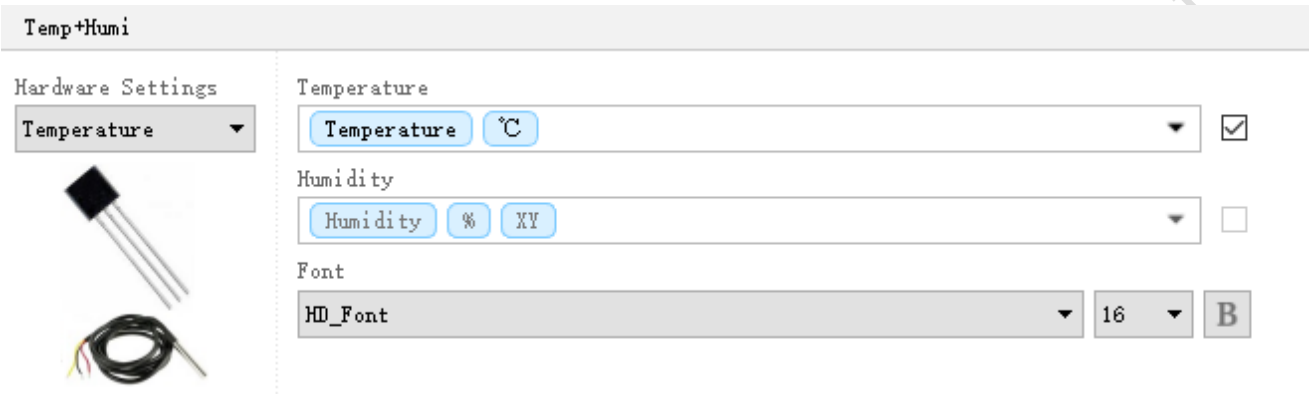 Temp+Humi
Hardware Settings
Temperature
Temperature
Temperature ℃
Humidity
Humidity % XY
Font
HD_Font 16 B